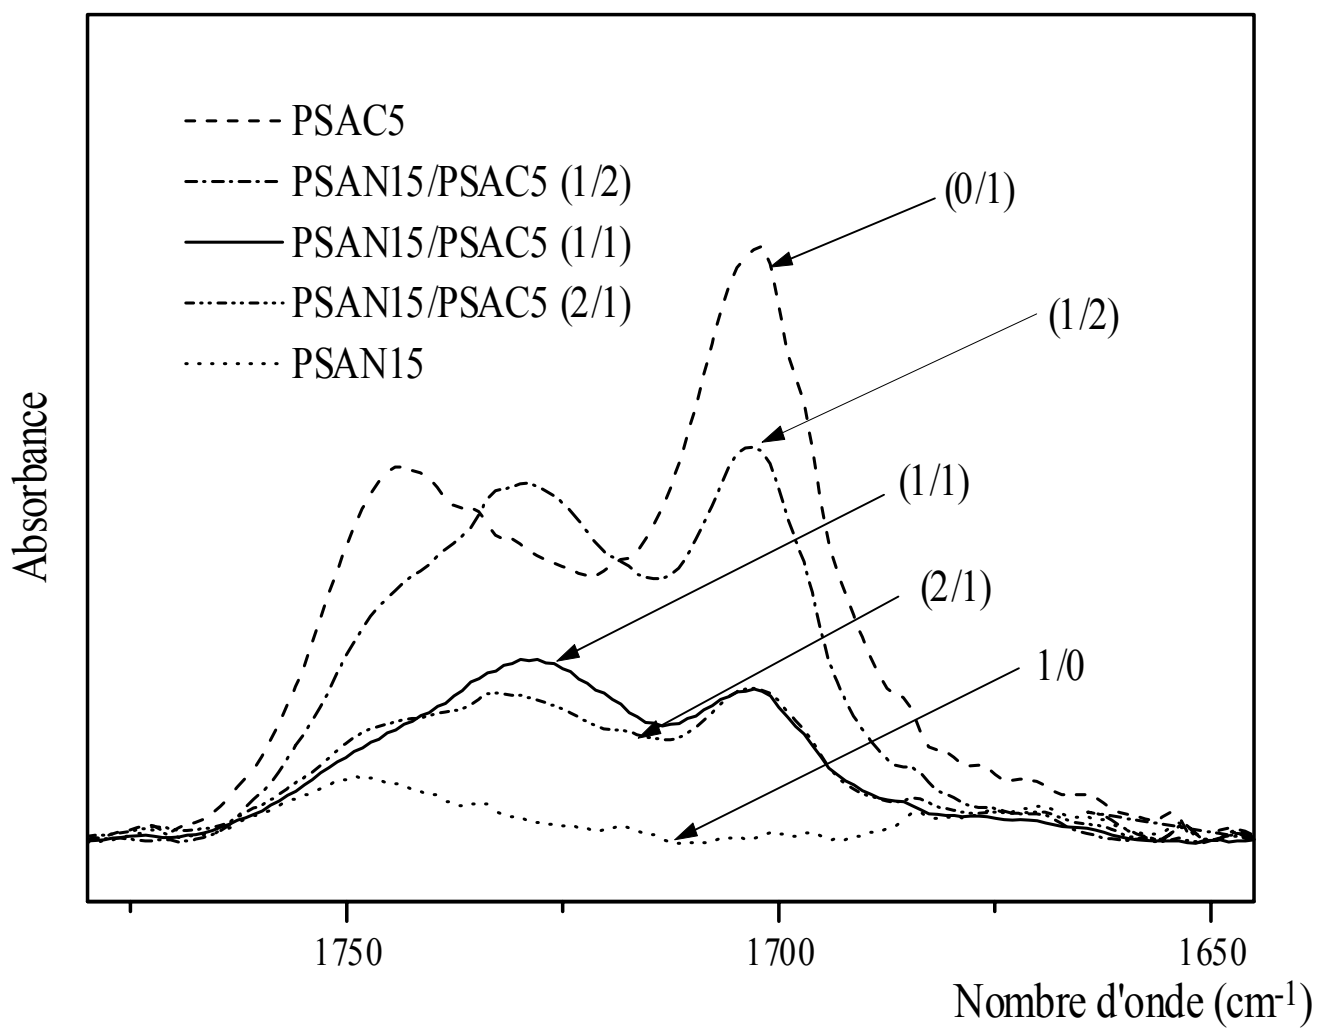 PSAC5
PSAN15/PSAC5 (1/2)
PSAN15/PSAC5 (1/1)
PSAN15/PSAC5 (2/1)
PSAN15
(0/1)
(1/2)
(1/1)
(2/1)
1/0
Absorbance
1750
1700
1650
Nombre d'onde (cm-1)